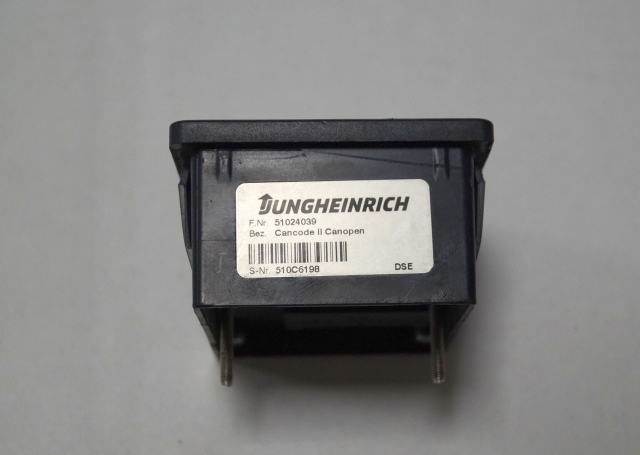 JUNGHEINRICH
F.Nr. 51024039
Bez. Cancode II Canopen
S-Nr. 510C6198 DSE